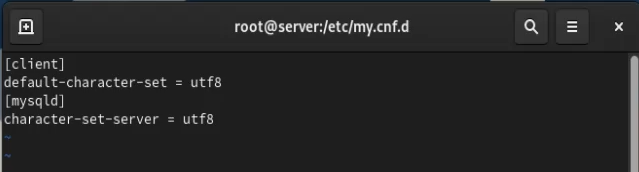 root@server:/etc/my.cnf.d
[client]
default-character-set = utf8
[mysqld]
character-set-server = utf8
~
~